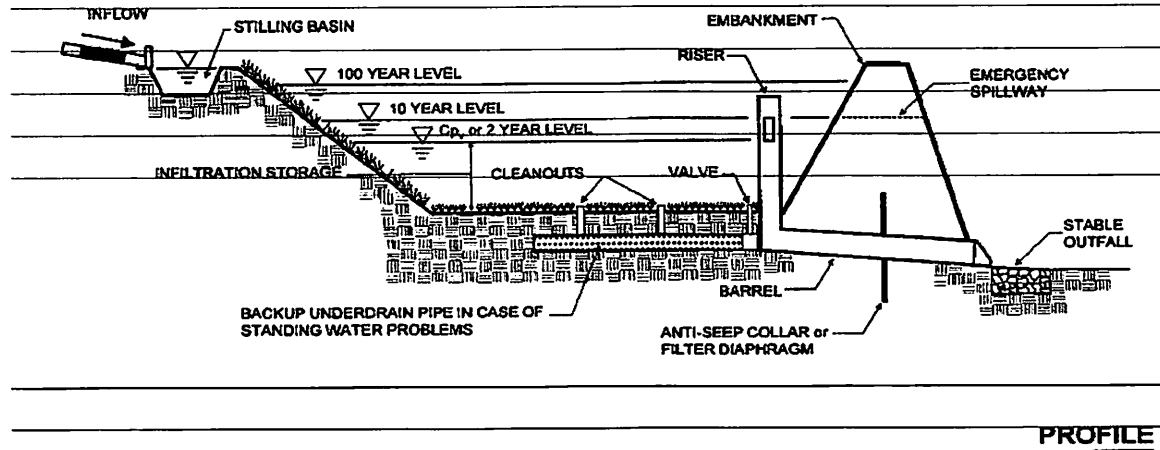 INFLOW
STILLING BASIN
EMBANKMENT
RISER
100 YEAR LEVEL
EMERGENCY
SPILLWAY
10 YEAR LEVEL
Cpv or 2 YEAR LEVEL
INFILTRATION STORAGE
CLEANOUTS
VALVE
STABLE
OUTFALL
BARREL
BACKUP UNDERDRAIN PIPE IN CASE OF
STANDING WATER PROBLEMS
ANTI-SEEP COLLAR or
FILTER DIAPHRAGM
PROFILE